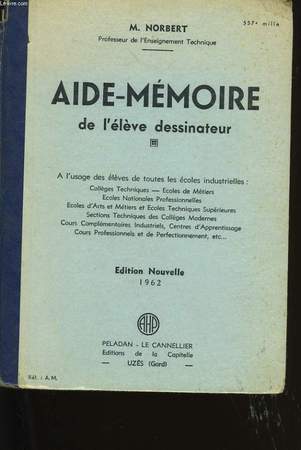 557+ mille
M. NORBERT
Professeur de l'Enseignement Technique
AIDE-MÉMOIRE
de l'élève dessinateur
A l'usage des élèves de toutes les écoles industrielles :
Collèges Techniques — Ecoles de Métiers
Ecoles Nationales Professionnelles
Ecoles d'Arts et Métiers et Ecoles Techniques Supérieures
Sections Techniques des Collèges Modernes
Cours Complémentaires Industriels, Centres d'Apprentissage
Cours Professionnels et de Perfectionnement, etc...
Edition Nouvelle
1962
AHP
PELADAN - LE CANNELLIER
Editions de la Capitelle
UZÈS (Gard)
Réf. : A.M.